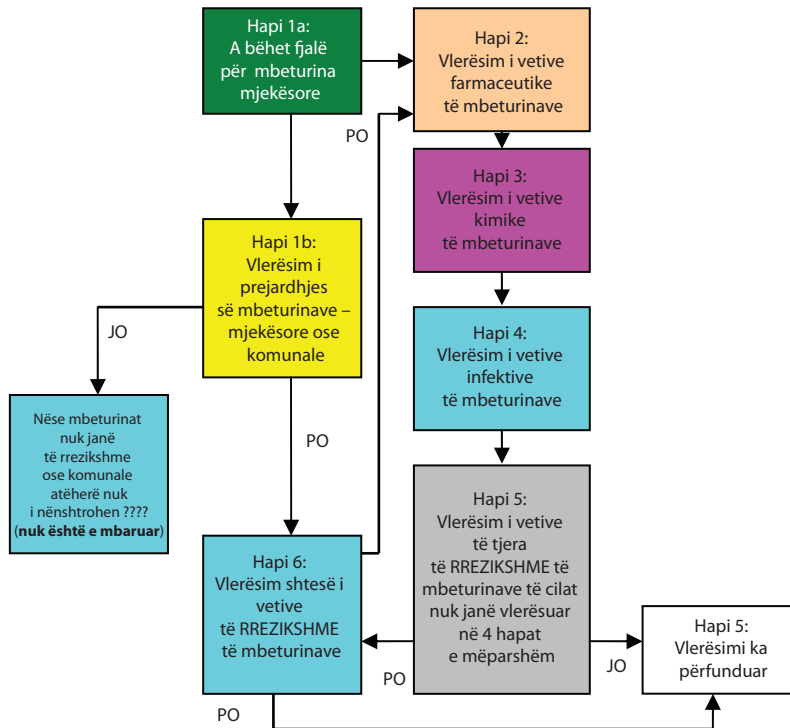 Hapi 1a:
A bëhet fjalë
për mbeturina
mjekësore
Hapi 2:
Vlerësim i vetive
farmaceutike
të mbeturinave
PO
Hapi 3:
Vlerësim i vetive
kimike
të mbeturinave
Hapi 1b:
Vlerësim i
prejardhjes
së mbeturinave –
mjekësore ose
komunale
JO
Hapi 4:
Vlerësim i vetive
infektive
të mbeturinave
Nëse mbeturinat
nuk janë
të rrezikshme
ose komunale
atëherë nuk
i nënshtrohen ????
(nuk është e mbaruar)
PO
Hapi 5:
Vlerësim i vetive
të tjera
të RREZIKSHME të
mbeturinave të cilat
nuk janë vlerësuar
në 4 hapat
e mëparshëm
Hapi 6:
Vlerësim shtesë i
vetive
të RREZIKSHME
të mbeturinave
PO
JO
Hapi 5:
Vlerësimi ka
përfunduar
PO